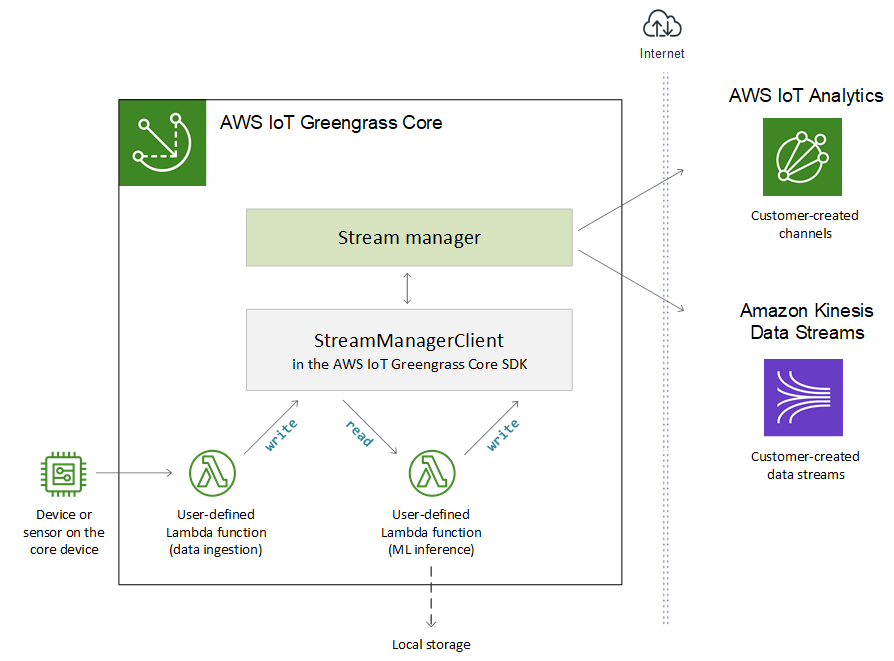 Internet
AWS IoT Analytics
AWS IoT Greengrass Core
Customer-created
channels
Stream manager
Amazon Kinesis
Data Streams
StreamManagerClient
in the AWS IoT Greengrass Core SDK
write
read
write
Customer-created
data streams
Device or
sensor on the
core device
User-defined
Lambda function
(data ingestion)
User-defined
Lambda function
(ML inference)
Local storage